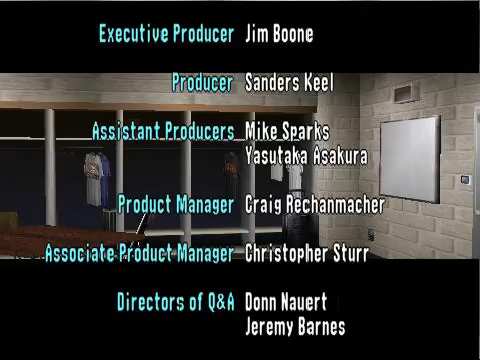 Executive Producer Jim Boone
Producer Sanders Keel
Assistant Producers Mike Sparks
Yasutaka Asakura
Product Manager Craig Rechanmacher
Associate Product Manager Christopher Sturr
Directors of Q&A Donn Nauert
Jeremy Barnes